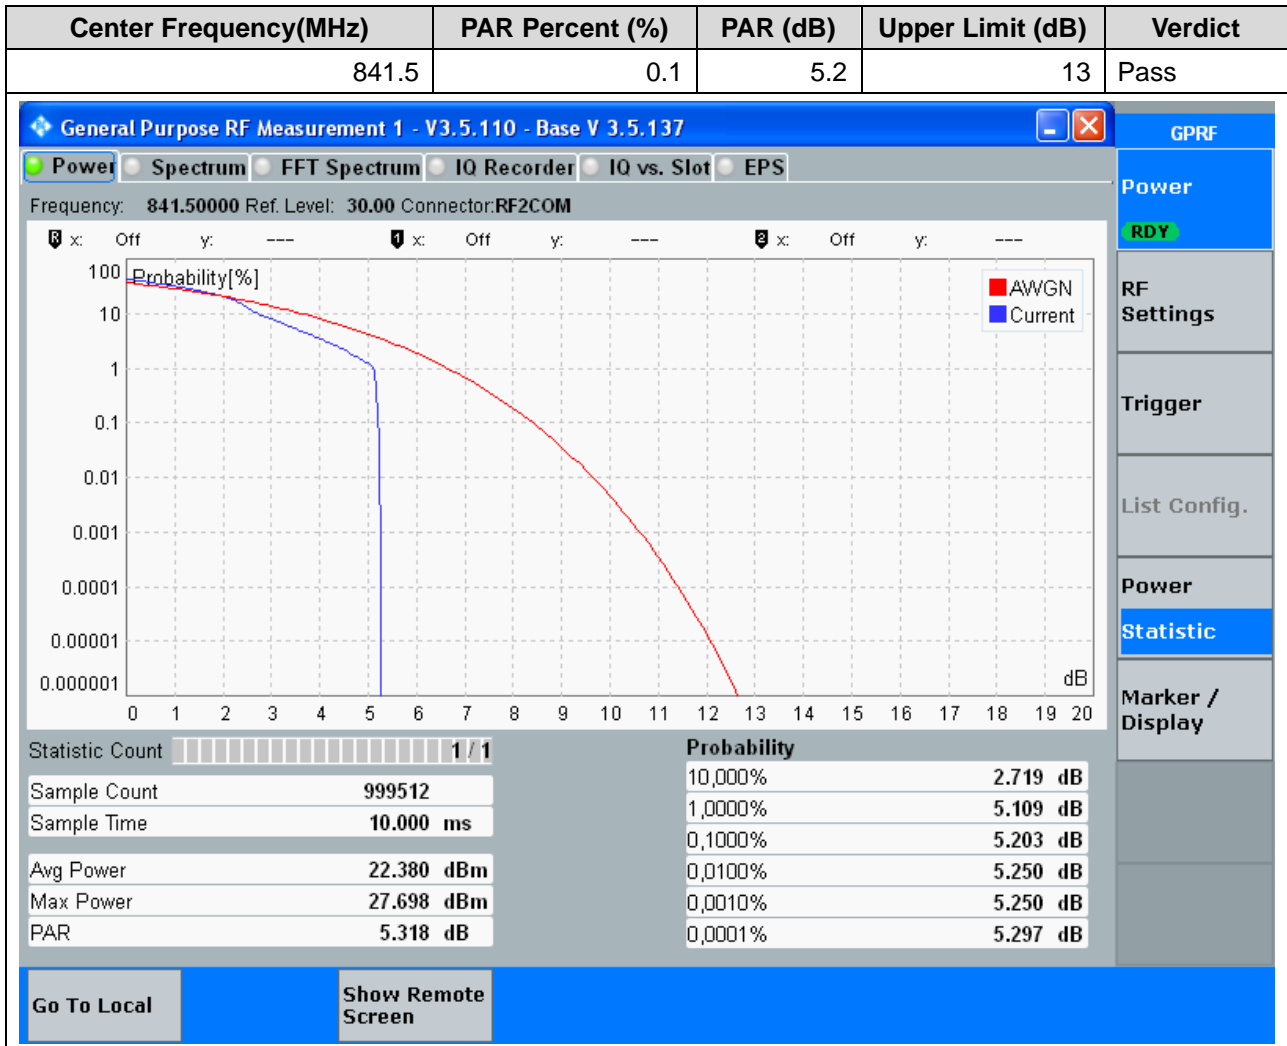 Center Frequency(MHz) PAR Percent (%) PAR (dB) Upper Limit (dB) Verdict
841.5 0.1 5.2 13 Pass
General Purpose RF Measurement 1 - V3.5.110 - Base V 3.5.137
GPRF
Power Spectrum FFT Spectrum IQ Recorder IQ vs. Slot EPS
Power
RDY
Frequency: 841.50000 Ref. Level: 30.00 Connector:RF2COM
R x: Off y: --- 1 x: Off y: --- 2 x: Off y: ---
Probability[%]
AWGN
Current
100
10
1
0.1
0.01
0.001
0.0001
0.00001
0.000001
dB
0 1 2 3 4 5 6 7 8 9 10 11 12 13 14 15 16 17 18 19 20
RF
Settings
Trigger
List Config.
Power
Statistic
Marker /
Display
Statistic Count 1 / 1
Sample Count 999512
Sample Time 10.000 ms
Avg Power 22.380 dBm
Max Power 27.698 dBm
PAR 5.318 dB
Probability
10,000% 2.719 dB
1,0000% 5.109 dB
0,1000% 5.203 dB
0,0100% 5.250 dB
0,0010% 5.250 dB
0,0001% 5.297 dB
Go To Local
Show Remote
Screen